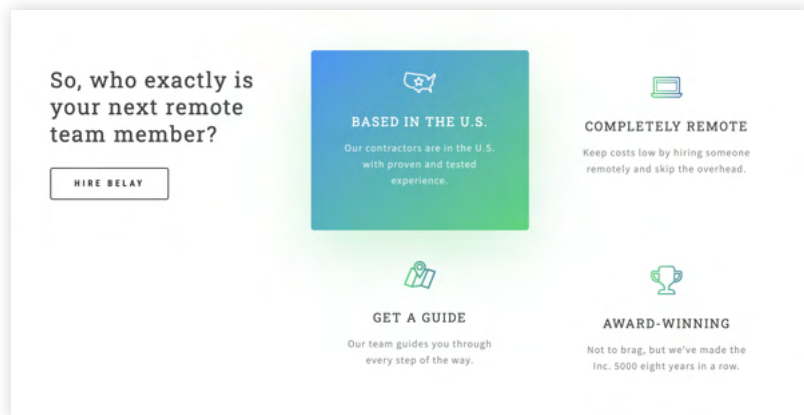 So, who exactly is
your next remote
team member?
HIRE BELAY
BASED IN THE U.S.
Our contractors are in the U.S.
with proven and tested
experience.
COMPLETELY REMOTE
Keep costs low by hiring someone
remotely and skip the overhead.
GET A GUIDE
Our team guides you through
every step of the way.
AWARD-WINNING
Not to brag, but we've made the
Inc. 5000 eight years in a row.